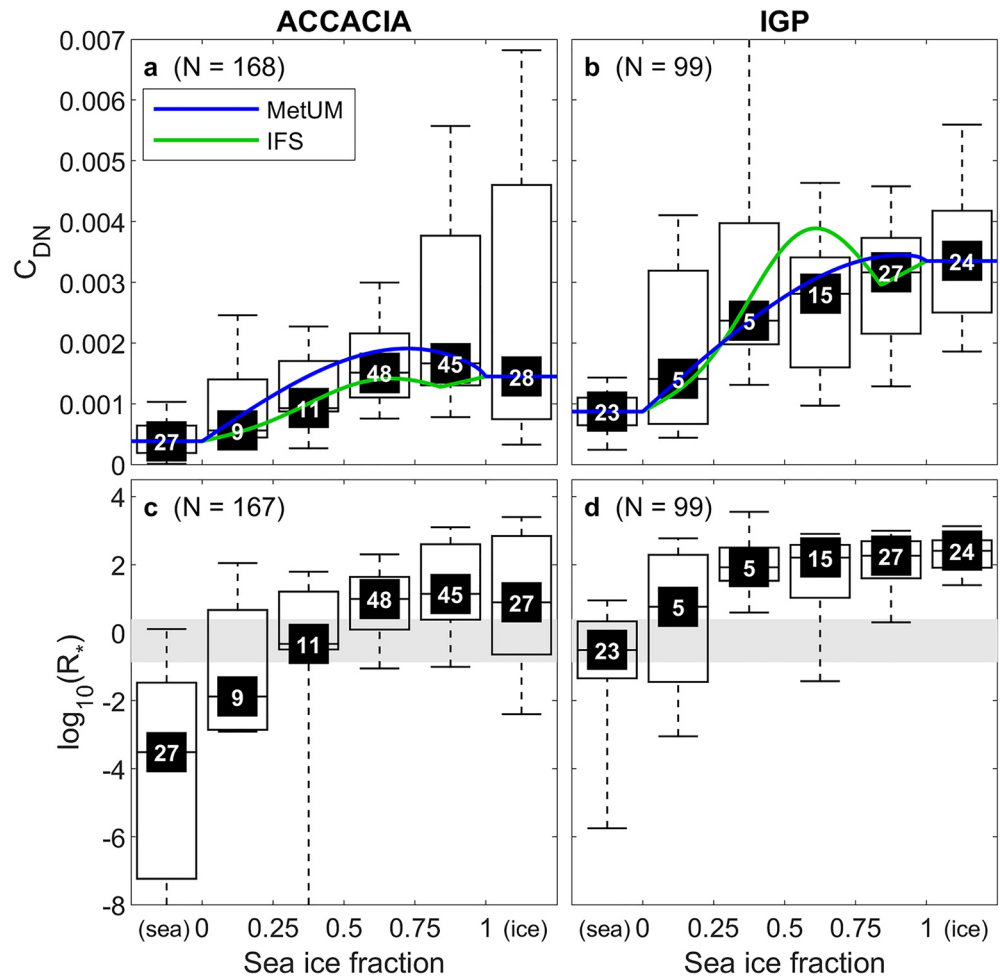 ACCACIA IGP
0.007 a (N = 168) b (N = 99)
0.006 MetUM
0.005 IFS
0.004
0.003
0.002
0.001
0
C_DN
27 9 11 48 45 28
23 5 5 15 27 24
4 c (N = 167) d (N = 99)
2
0
-2
-4
-6
-8
log10(R*)
27 9 11 48 45 27
23 5 5 15 27 24
(sea) 0 0.25 0.5 0.75 1 (ice) (sea) 0 0.25 0.5 0.75 1 (ice)
Sea ice fraction Sea ice fraction